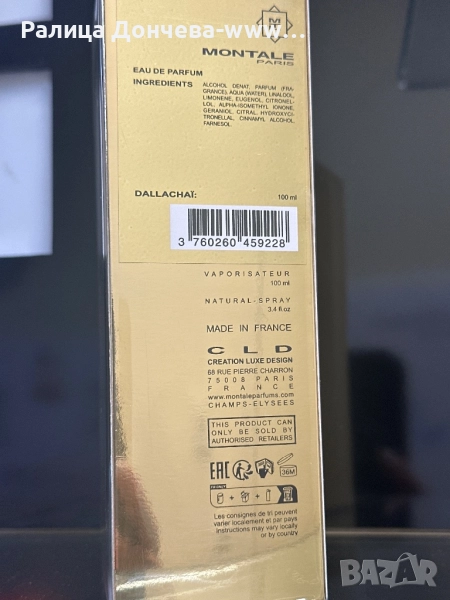 Ралица Дончева-www...
M
MONTALE
PARIS
EAU DE PARFUM
INGREDIENTS
ALCOHOL DENAT. PARFUM (FRA-
GRANCE), AQUA (WATER), LINALOOL
LIMONENE, EUGENOL, CITRONEL-
LOL, ALPHA-ISOMETHYL IONONE
GERANIOL, CITRAL, HYDROXYCI-
TRONELLAL, CINNAMYL ALCOHOL,
FARNESOL.
DALLACHAÏ: 100 ml
3 760260 459228
VAPORISATEUR
100 ml
NATURAL-SPRAY
3.4 fl.oz
MADE IN FRANCE
CLD
CREATION LUXE DESIGN
68 RUE PIERRE CHARRON
75008 PARIS
FRANCE
www.montaleparfums.com
CHAMPS-ELYSEES
THIS PRODUCT CAN
ONLY BE SOLD BY
AUTHORISED RETAILERS
EAC 36M
Les consignes de tri peuvent
varier localement et par pays
Instructions may vary locally
or by country
BAZAR